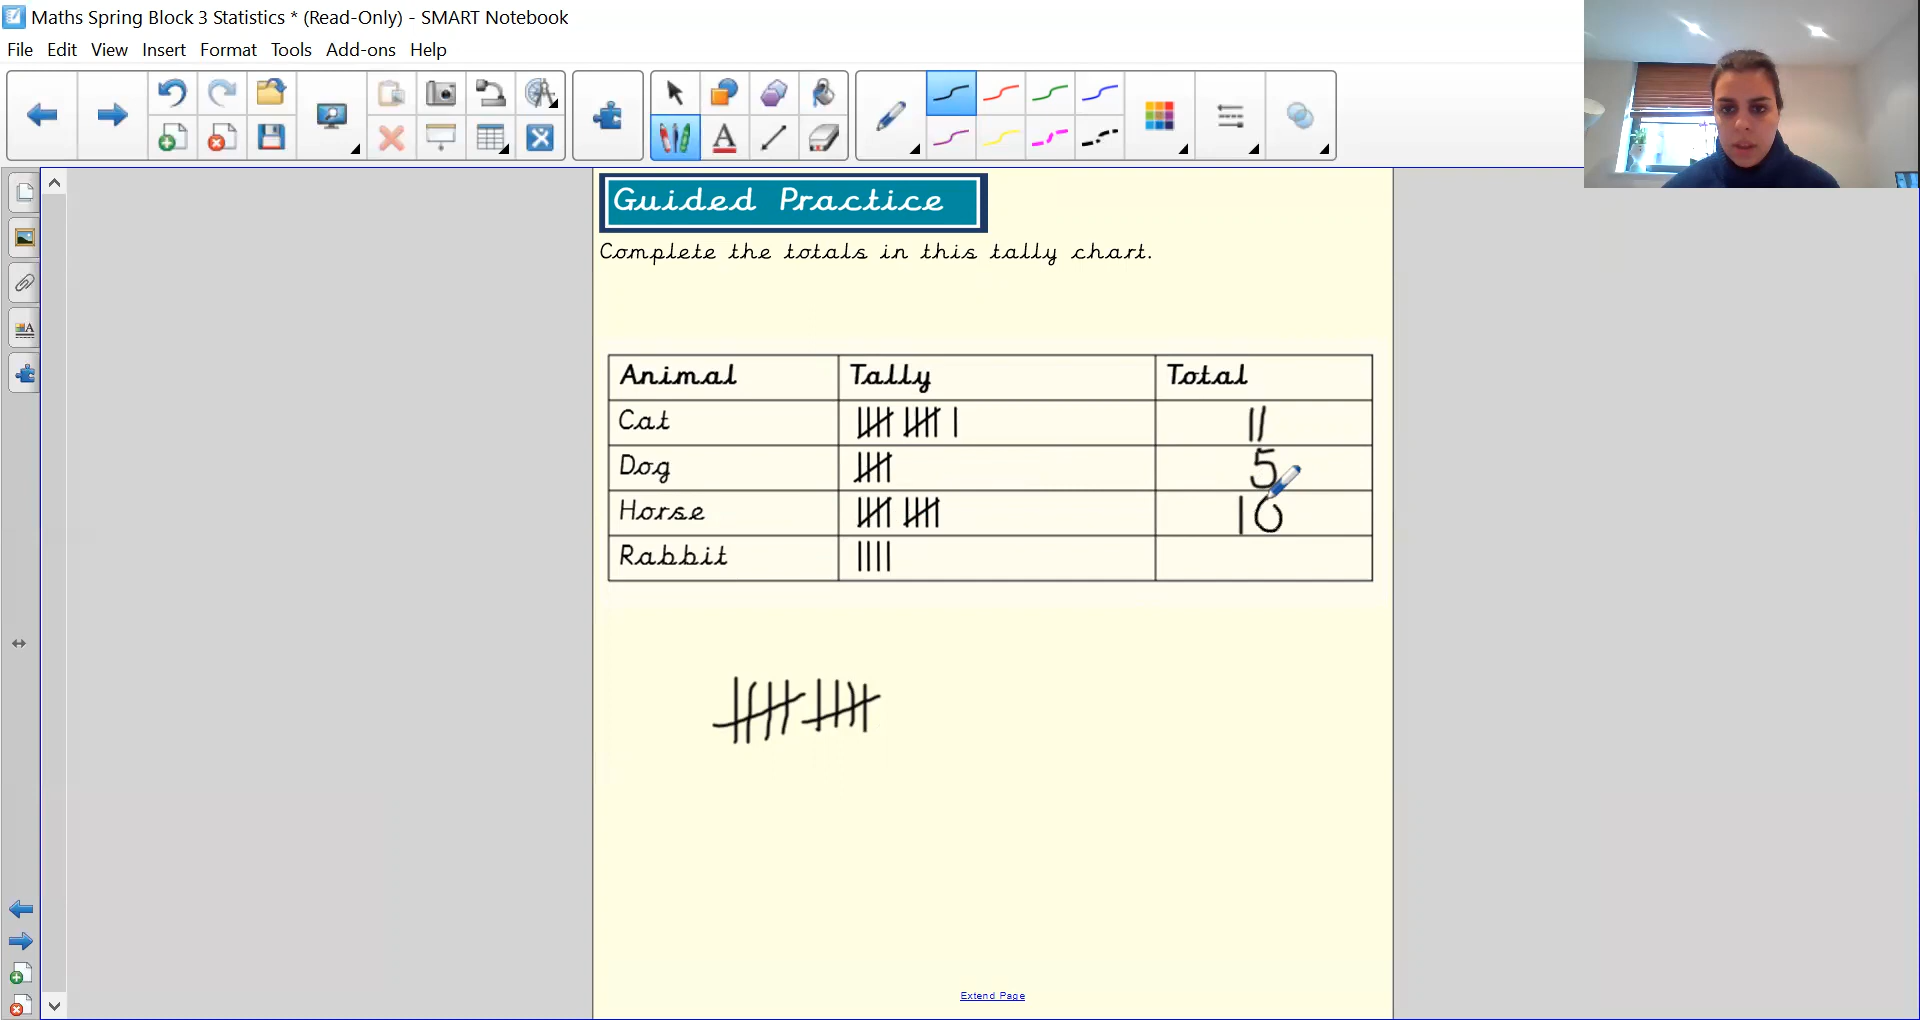 Maths Spring Block 3 Statistics * (Read-Only) - SMART Notebook
File Edit View Insert Format Tools Add-ons Help
Guided Practice
Complete the totals in this tally chart.
Animal Tally Total
Cat 11
Dog 5
Horse 10
Rabbit
Extend Page